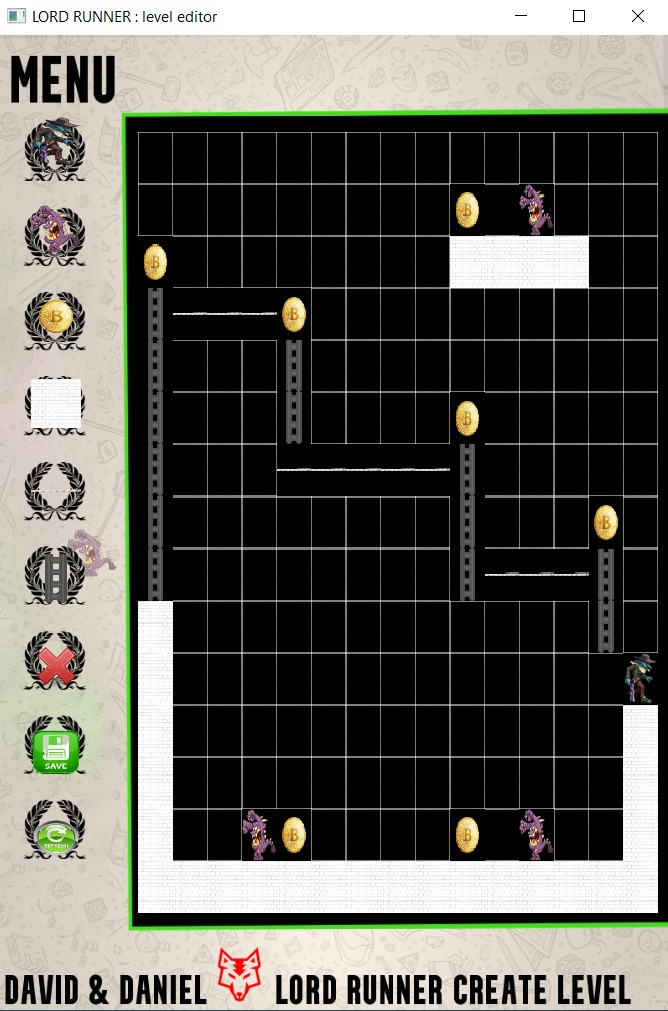 LORD RUNNER : level editor
MENU
SAVE
REFRESH
DAVID & DANIEL LORD RUNNER CREATE LEVEL